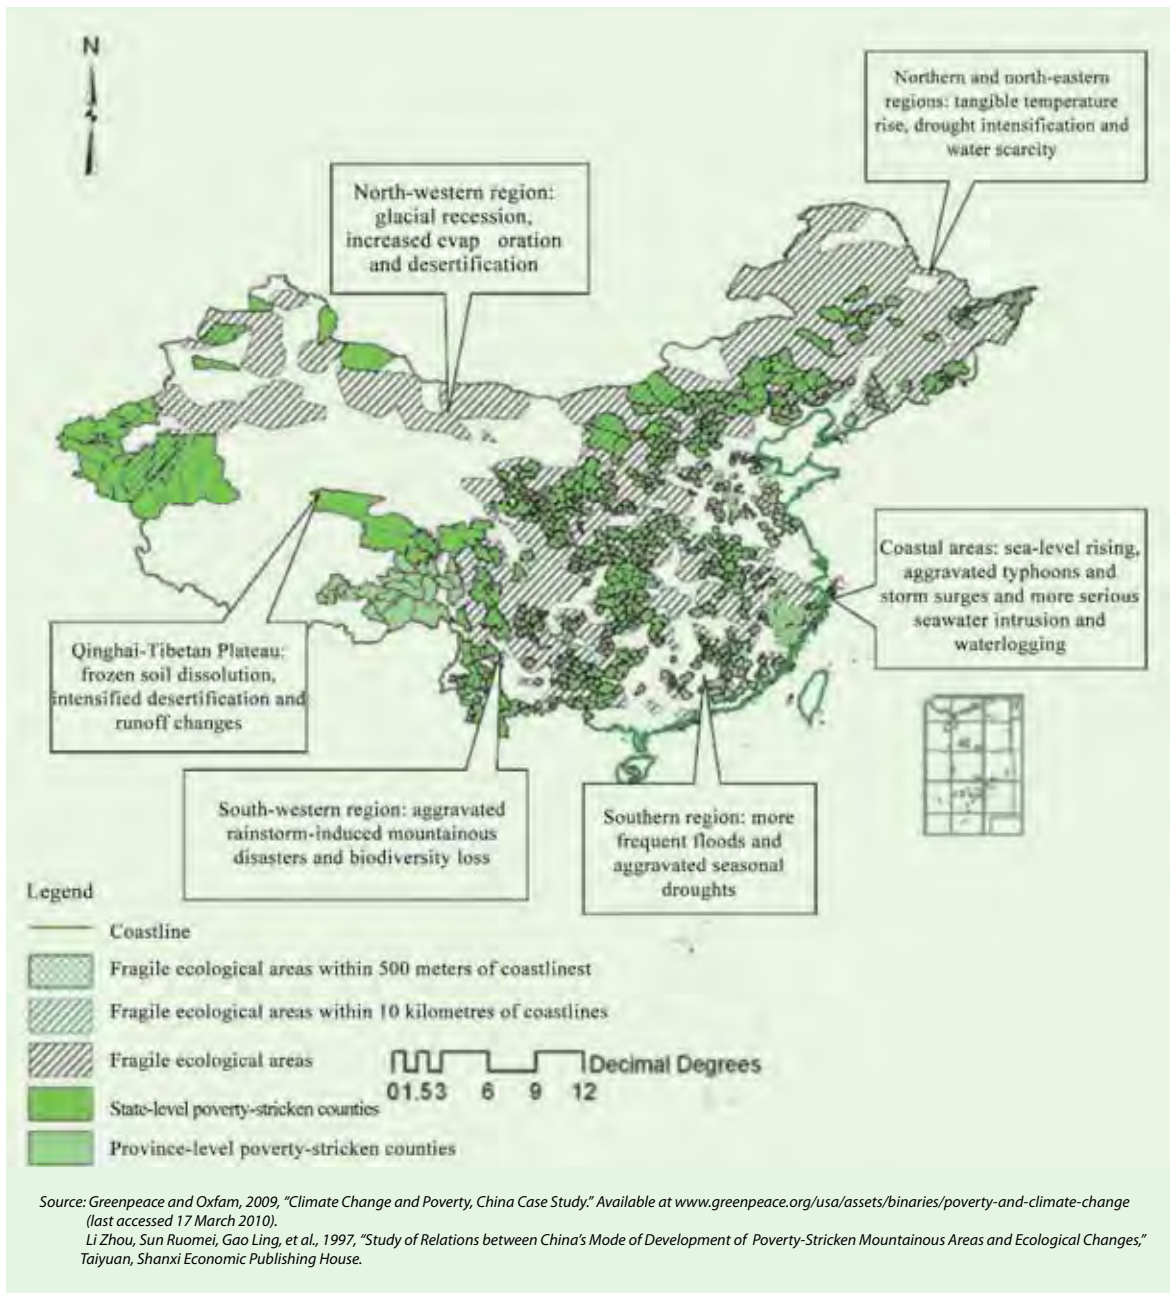 N
Northern and north-eastern
regions: tangible temperature
rise, drought intensification and
water scarcity
North-western region:
glacial recession,
increased evap oration
and desertification
Coastal areas: sea-level rising,
aggravated typhoons and
storm surges and more serious
seawater intrusion and
waterlogging
Qinghai-Tibetan Plateau:
frozen soil dissolution,
intensified desertification and
runoff changes
South-western region: aggravated
rainstorm-induced mountainous
disasters and biodiversity loss
Southern region: more
frequent floods and
aggravated seasonal
droughts
Legend
Coastline
Fragile ecological areas within 500 meters of coastlinest
Fragile ecological areas within 10 kilometres of coastlines
Fragile ecological areas
State-level poverty-stricken counties
Province-level poverty-stricken counties
Decimal Degrees
01.53 6 9 12
Source: Greenpeace and Oxfam, 2009, “Climate Change and Poverty, China Case Study.” Available at www.greenpeace.org/usa/assets/binaries/poverty-and-climate-change
(last accessed 17 March 2010).
Li Zhou, Sun Ruomei, Gao Ling, et al., 1997, “Study of Relations between China’s Mode of Development of Poverty-Stricken Mountainous Areas and Ecological Changes,”
Taiyuan, Shanxi Economic Publishing House.